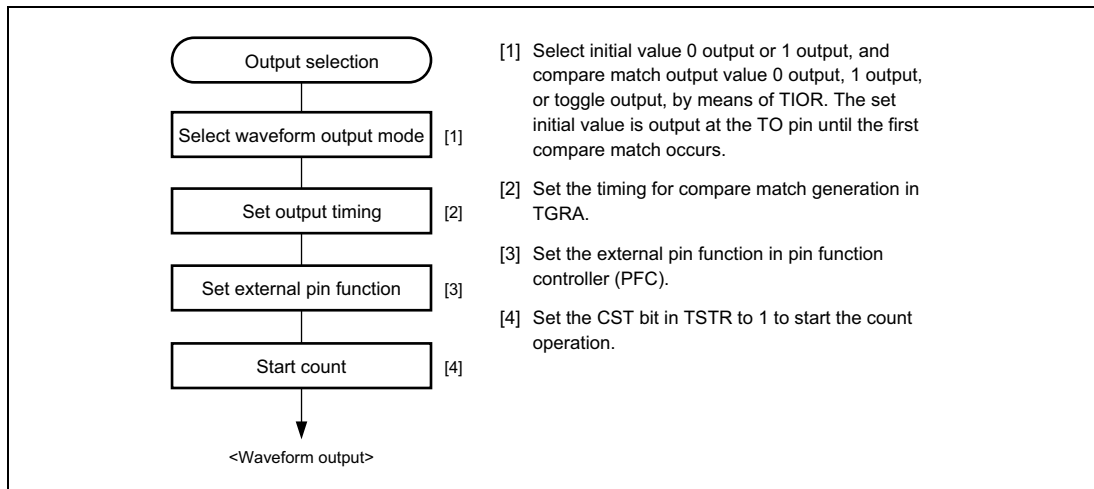 Output selection
Select waveform output mode
[1]
Set output timing
[2]
Set external pin function
[3]
Start count
[4]
<Waveform output>
[1] Select initial value 0 output or 1 output, and
compare match output value 0 output, 1 output,
or toggle output, by means of TIOR. The set
initial value is output at the TO pin until the first
compare match occurs.
[2] Set the timing for compare match generation in
TGRA.
[3] Set the external pin function in pin function
controller (PFC).
[4] Set the CST bit in TSTR to 1 to start the count
operation.